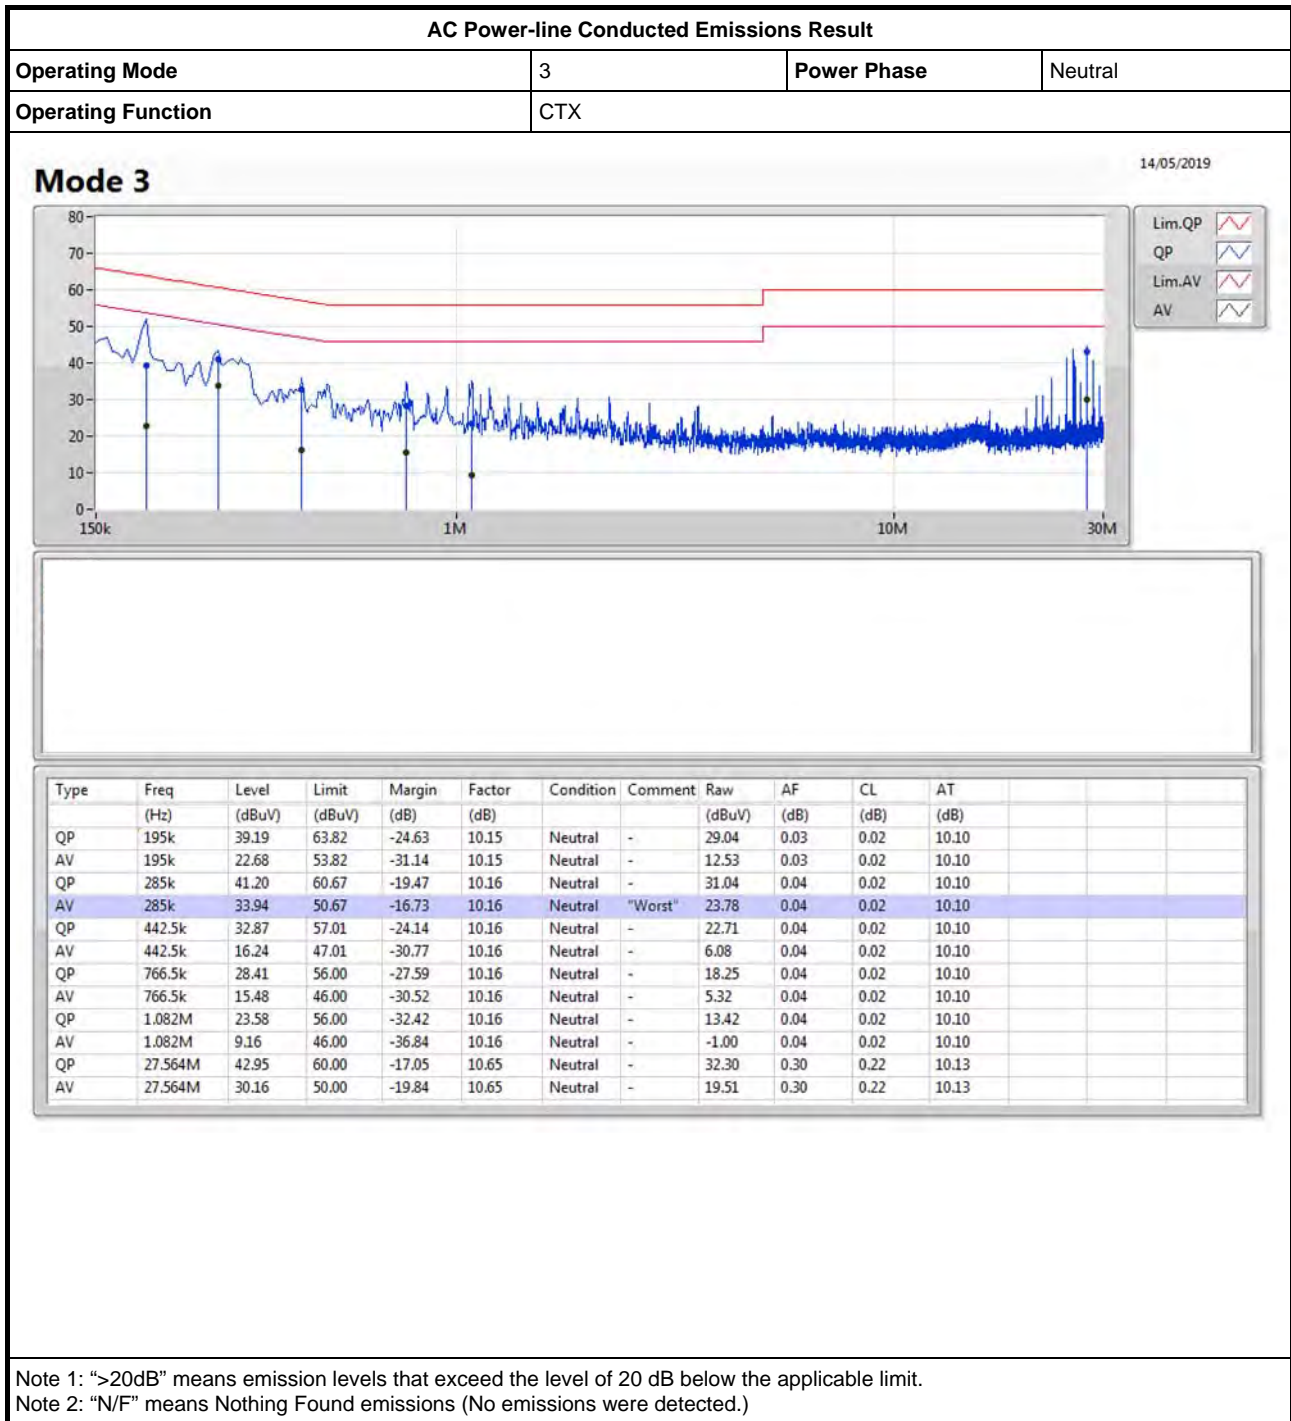 AC Power-line Conducted Emissions Result
Operating Mode 3 Power Phase Neutral
Operating Function CTX
14/05/2019
Mode 3
80
70
60
50
40
30
20
10
0
150k 1M 10M 30M
Lim.QP
QP
Lim.AV
AV
Type Freq Level Limit Margin Factor Condition Comment Raw AF CL AT
(Hz) (dBuV) (dBuV) (dB) (dB) (dBuV) (dB) (dB) (dB)
QP 195k 39.19 63.82 -24.63 10.15 Neutral - 29.04 0.03 0.02 10.10
AV 195k 22.68 53.82 -31.14 10.15 Neutral - 12.53 0.03 0.02 10.10
QP 285k 41.20 60.67 -19.47 10.16 Neutral - 31.04 0.04 0.02 10.10
AV 285k 33.94 50.67 -16.73 10.16 Neutral "Worst" 23.78 0.04 0.02 10.10
QP 442.5k 32.87 57.01 -24.14 10.16 Neutral - 22.71 0.04 0.02 10.10
AV 442.5k 16.24 47.01 -30.77 10.16 Neutral - 6.08 0.04 0.02 10.10
QP 766.5k 28.41 56.00 -27.59 10.16 Neutral - 18.25 0.04 0.02 10.10
AV 766.5k 15.48 46.00 -30.52 10.16 Neutral - 5.32 0.04 0.02 10.10
QP 1.082M 23.58 56.00 -32.42 10.16 Neutral - 13.42 0.04 0.02 10.10
AV 1.082M 9.16 46.00 -36.84 10.16 Neutral - -1.00 0.04 0.02 10.10
QP 27.564M 42.95 60.00 -17.05 10.65 Neutral - 32.30 0.30 0.22 10.13
AV 27.564M 30.16 50.00 -19.84 10.65 Neutral - 19.51 0.30 0.22 10.13
Note 1: “>20dB” means emission levels that exceed the level of 20 dB below the applicable limit.
Note 2: “N/F” means Nothing Found emissions (No emissions were detected.)